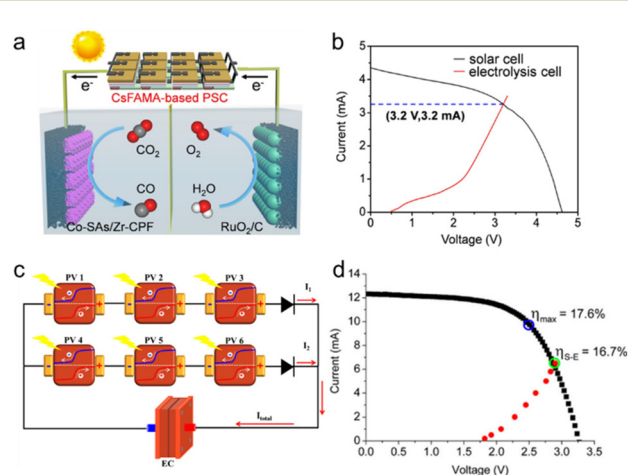 a
e-
e-
CsFAMA-based PSC
CO2
O2
CO
H2O
Co-SAs/Zr-CPF
RuO2/C
b
5
4
3
2
1
0
Current (mA)
solar cell
electrolysis cell
(3.2 V,3.2 mA)
0 1 2 3 4 5
Voltage (V)
c
PV 1 PV 2 PV 3
I1
PV 4 PV 5 PV 6
I2
Itotal
EC
d
14
12
10
8
6
4
2
0
Current (mA)
ηmax = 17.6%
ηS-E = 16.7%
0.0 0.5 1.0 1.5 2.0 2.5 3.0 3.5
Voltage (V)